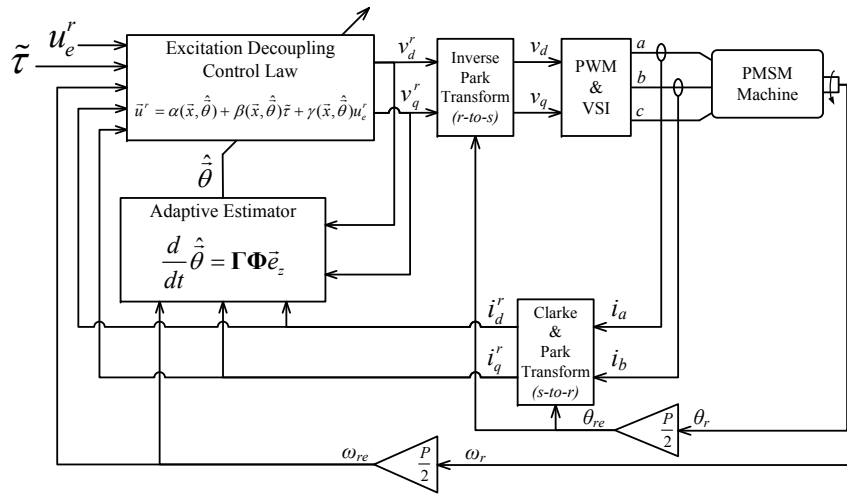 u_e^r
τ̃
Excitation Decoupling
Control Law
u⃗^r = α(x⃗, θ⃗̂) + β(x⃗, θ⃗̂)τ̃ + γ(x⃗, θ⃗̂)u_e^r
v_d^r
v_q^r
Inverse
Park
Transform
(r-to-s)
v_d
v_q
PWM
&
VSI
a
b
c
PMSM
Machine
θ⃗̂
Adaptive Estimator
d/dt θ⃗̂ = ΓΦe⃗_z
i_d^r
i_q^r
Clarke
&
Park
Transform
(s-to-r)
i_a
i_b
θ_re
P/2
θ_r
ω_re
P/2
ω_r